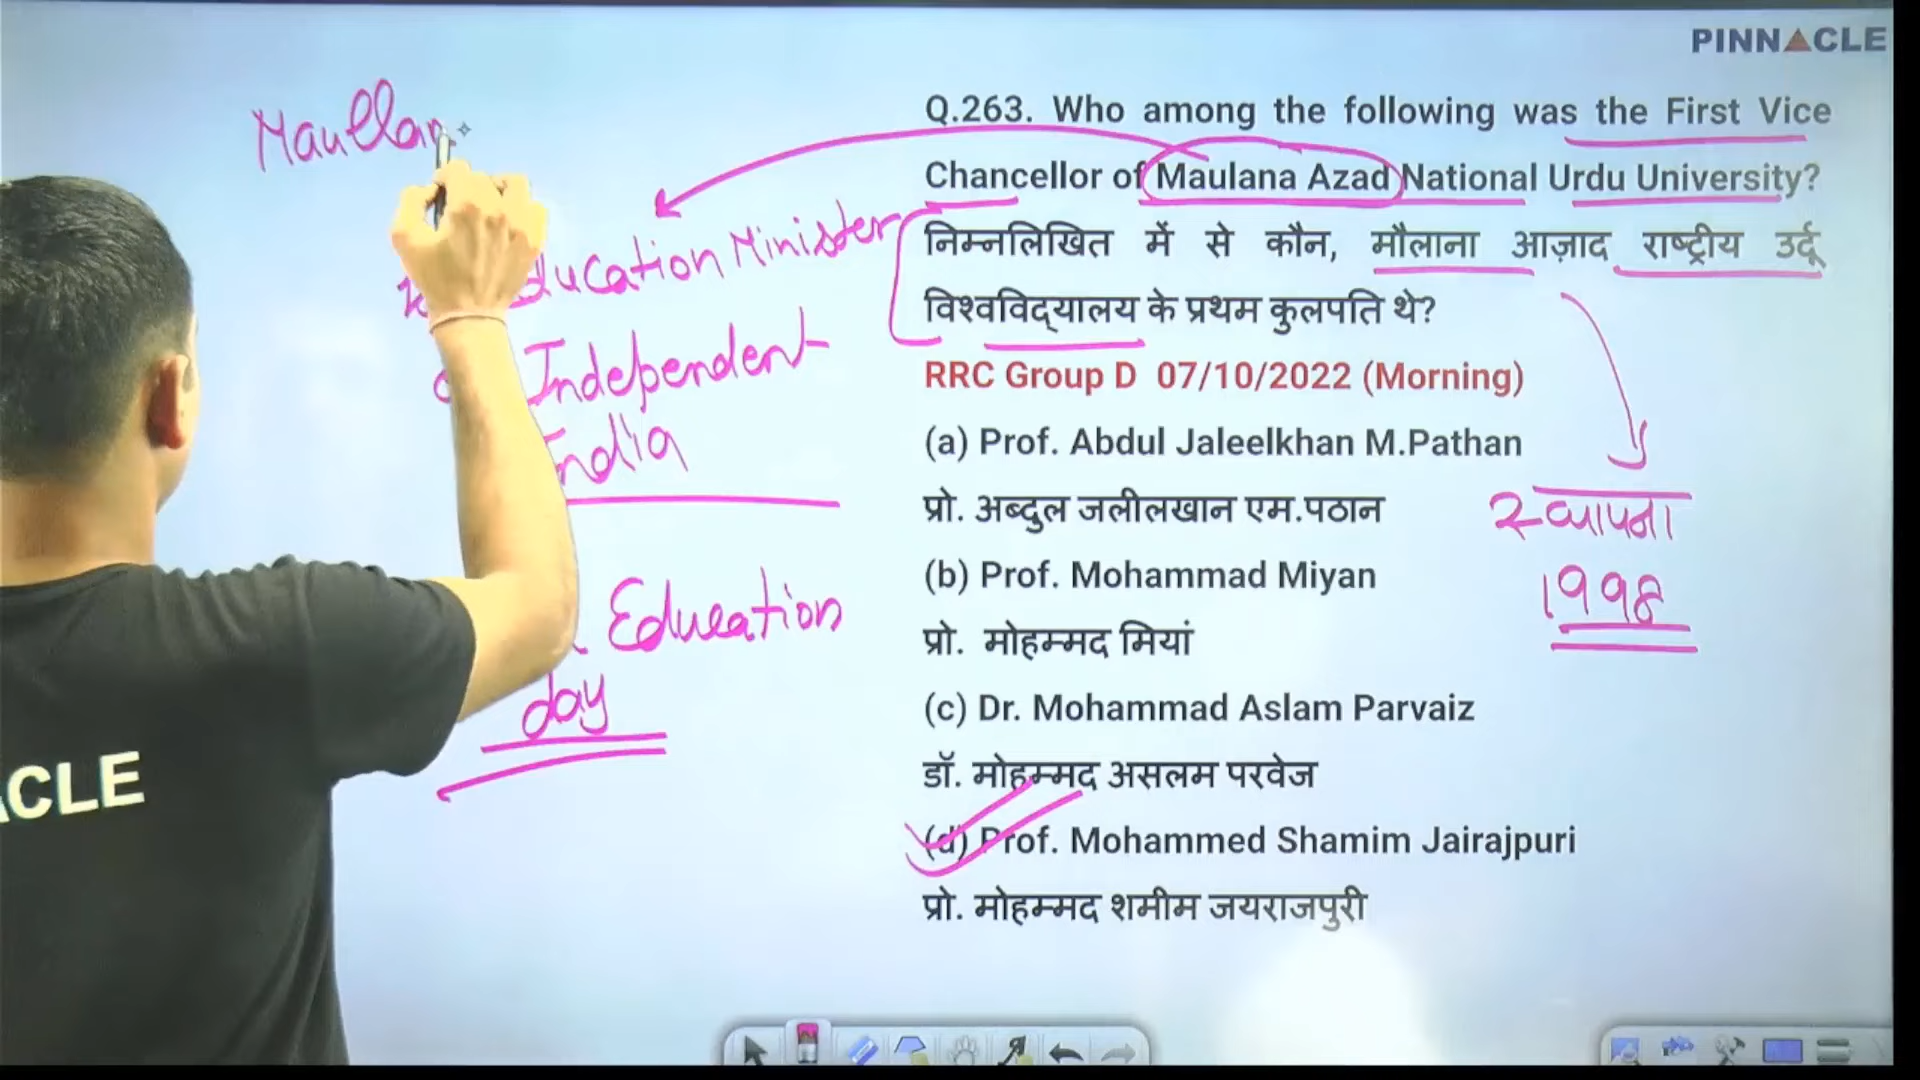 PINNACLE
Q.263. Who among the following was the First Vice
Chancellor of Maulana Azad National Urdu University?
निम्नलिखित में से कौन, मौलाना आज़ाद राष्ट्रीय उर्दू
विश्वविद्यालय के प्रथम कुलपति थे?
RRC Group D 07/10/2022 (Morning)
(a) Prof. Abdul Jaleelkhan M.Pathan
प्रो. अब्दुल जलीलखान एम.पठान
(b) Prof. Mohammad Miyan
प्रो. मोहम्मद मियां
(c) Dr. Mohammad Aslam Parvaiz
डॉ. मोहम्मद असलम परवेज
(d) Prof. Mohammed Shamim Jairajpuri
प्रो. मोहम्मद शमीम जयराजपुरी
स्थापना
1998
Maullan
Education Minister
Independent
India
Education
day
ACLE